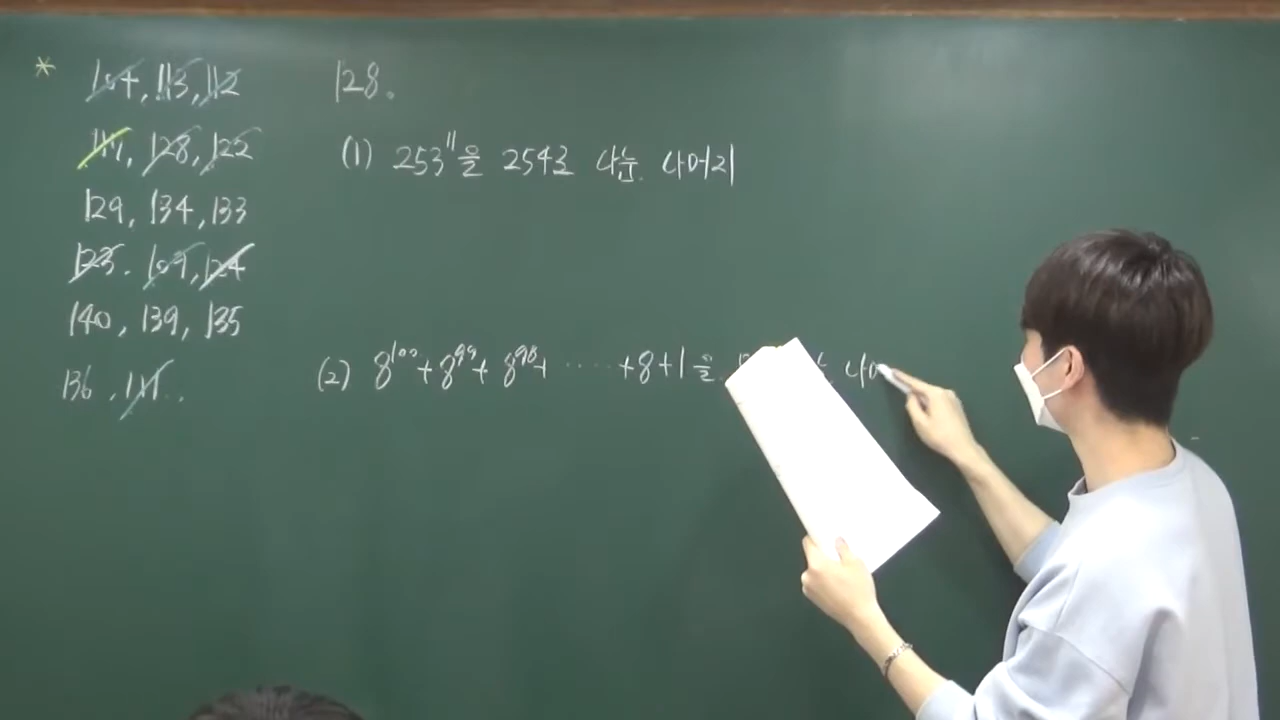 * 104, 113, 112
111, 128, 122
129, 134, 133
123. 109, 124
140, 139, 135
136, 141.
128.
(1) 253¹¹을 254로 나눈 나머지
(2) 8¹⁰⁰+8⁹⁹+8⁹⁸+ ····· +8+1을